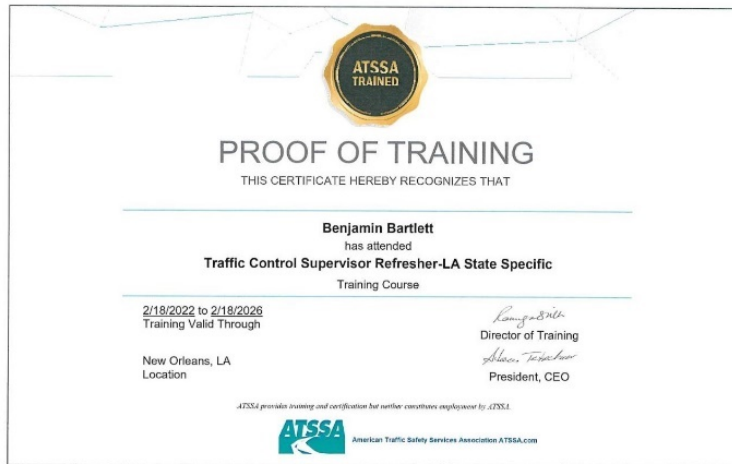 ATSSA
TRAINED
PROOF OF TRAINING
THIS CERTIFICATE HEREBY RECOGNIZES THAT
Benjamin Bartlett
has attended
Traffic Control Supervisor Refresher-LA State Specific
Training Course
2/18/2022 to 2/18/2026
Training Valid Through
Director of Training
New Orleans, LA
Location
President, CEO
ATSSA provides training and certification but neither constitutes employment by ATSSA.
ATSSA
American Traffic Safety Services Association ATSSA.com